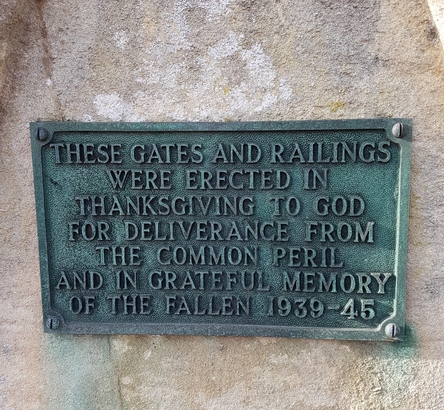 THESE GATES AND RAILINGS
WERE ERECTED IN
THANKSGIVING TO GOD
FOR DELIVERANCE FROM
THE COMMON PERIL
AND IN GRATEFUL MEMORY
OF THE FALLEN 1939-45